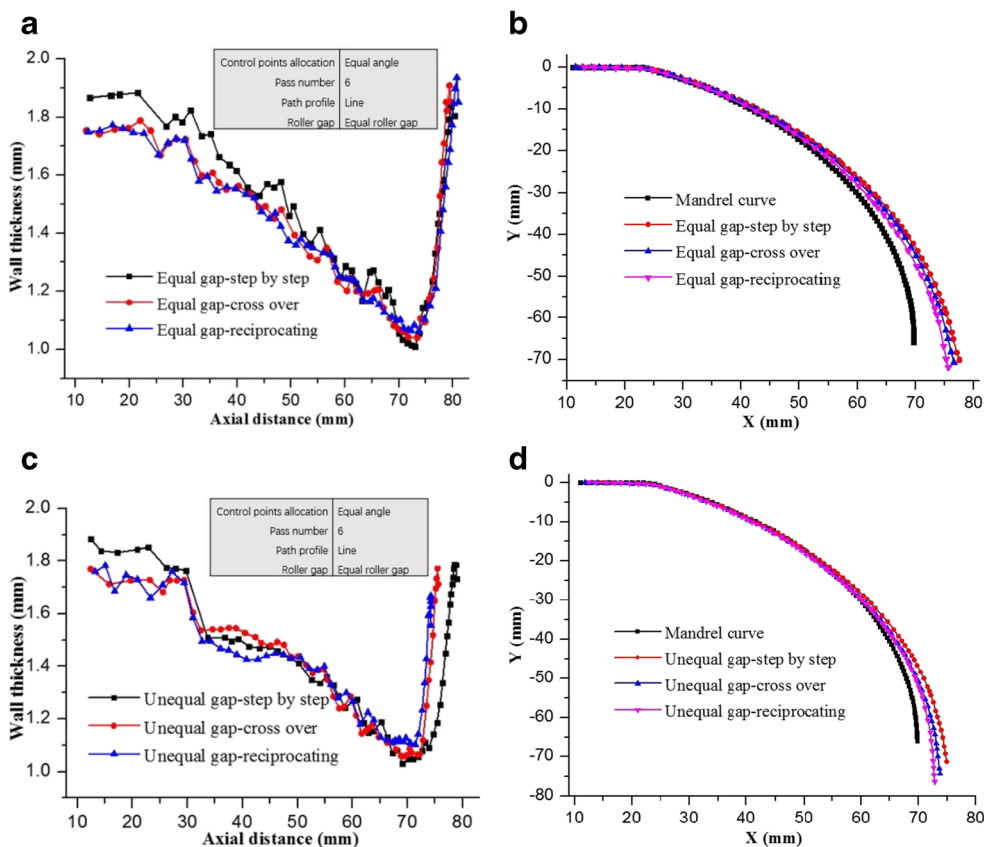 a
2.0
1.8
1.6
1.4
1.2
1.0
Wall thickness (mm)
Control points allocation Equal angle
Pass number 6
Path profile Line
Roller gap Equal roller gap
Equal gap-step by step
Equal gap-cross over
Equal gap-reciprocating
10 20 30 40 50 60 70 80
Axial distance (mm)
b
0
-10
-20
-30
-40
-50
-60
-70
Y (mm)
Mandrel curve
Equal gap-step by step
Equal gap-cross over
Equal gap-reciprocating
10 20 30 40 50 60 70 80
X (mm)
c
2.0
1.8
1.6
1.4
1.2
1.0
Wall thickness (mm)
Control points allocation Equal angle
Pass number 6
Path profile Line
Roller gap Equal roller gap
Unequal gap-step by step
Unequal gap-cross over
Unequal gap-reciprocating
10 20 30 40 50 60 70 80
Axial distance (mm)
d
0
-10
-20
-30
-40
-50
-60
-70
-80
Y (mm)
Mandrel curve
Unequal gap-step by step
Unequal gap-cross over
Unequal gap-reciprocating
10 20 30 40 50 60 70 80
X (mm)